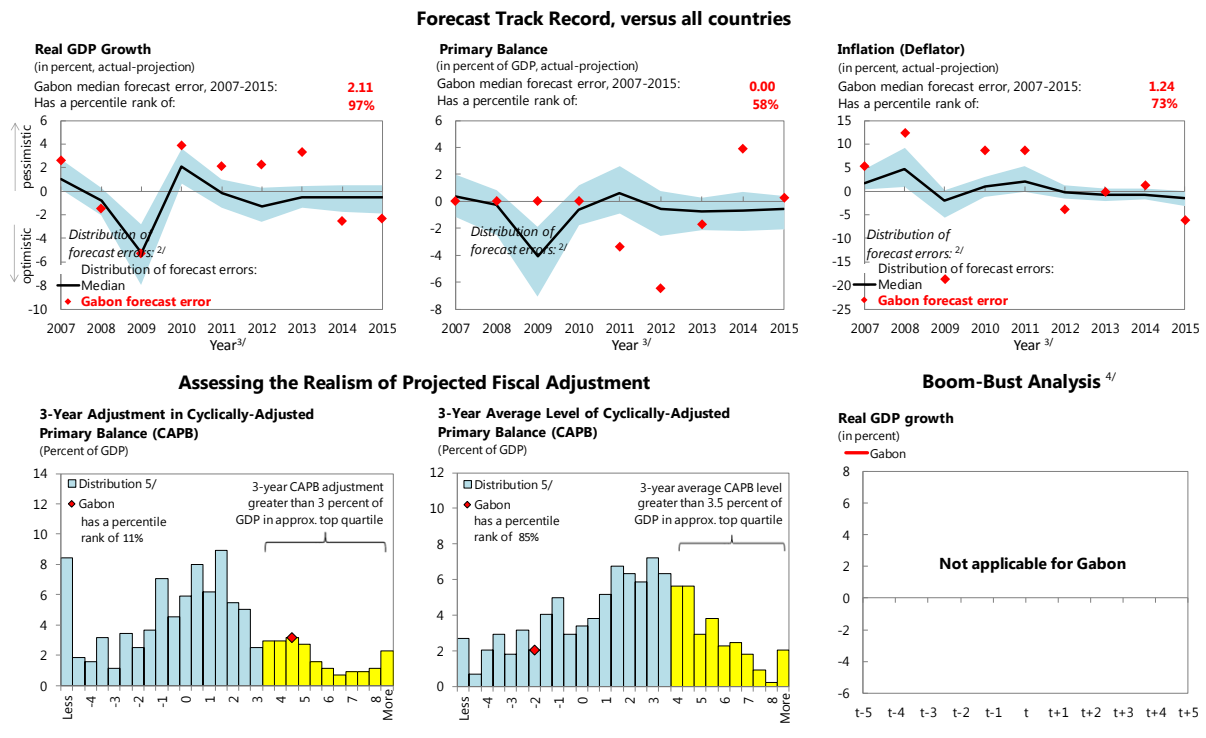 Forecast Track Record, versus all countries
Real GDP Growth
(in percent, actual-projection)
Gabon median forecast error, 2007-2015: 2.11
Has a percentile rank of: 97%
pessimistic
optimistic
6
4
2
0
-2
-4
-6
-8
-10
Distribution of
forecast errors: 2/
Distribution of forecast errors:
Median
Gabon forecast error
2007 2008 2009 2010 2011 2012 2013 2014 2015
Year3/
Primary Balance
(in percent of GDP, actual-projection)
Gabon median forecast error, 2007-2015: 0.00
Has a percentile rank of: 58%
6
4
2
0
-2
-4
-6
-8
Distribution of
forecast errors: 2/
2007 2008 2009 2010 2011 2012 2013 2014 2015
Year 3/
Inflation (Deflator)
(in percent, actual-projection)
Gabon median forecast error, 2007-2015: 1.24
Has a percentile rank of: 73%
15
10
5
0
-5
-10
-15
-20
-25
Distribution of
forecast errors: 2/
Distribution of forecast errors:
Median
Gabon forecast error
2007 2008 2009 2010 2011 2012 2013 2014 2015
Year 3/
Assessing the Realism of Projected Fiscal Adjustment
3-Year Adjustment in Cyclically-Adjusted
Primary Balance (CAPB)
(Percent of GDP)
14
12
10
8
6
4
2
0
Distribution 5/
Gabon
has a percentile
rank of 11%
3-year CAPB adjustment
greater than 3 percent of
GDP in approx. top quartile
Less -4 -3 -2 -1 0 1 2 3 4 5 6 7 8 More
3-Year Average Level of Cyclically-Adjusted
Primary Balance (CAPB)
(Percent of GDP)
12
10
8
6
4
2
0
Distribution 5/
Gabon
has a percentile
rank of 85%
3-year average CAPB level
greater than 3.5 percent of
GDP in approx. top quartile
Less -4 -3 -2 -1 0 1 2 3 4 5 6 7 8 More
Boom-Bust Analysis 4/
Real GDP growth
(in percent)
Gabon
8
6
4
2
0
-2
-4
-6
Not applicable for Gabon
t-5 t-4 t-3 t-2 t-1 t t+1 t+2 t+3 t+4 t+5